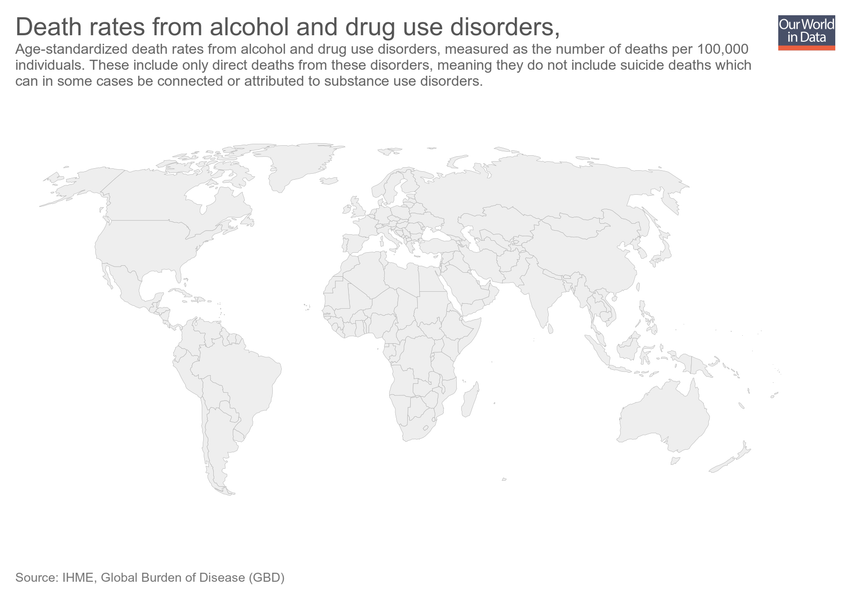 Death rates from alcohol and drug use disorders,
Age-standardized death rates from alcohol and drug use disorders, measured as the number of deaths per 100,000
individuals. These include only direct deaths from these disorders, meaning they do not include suicide deaths which
can in some cases be connected or attributed to substance use disorders.
Our World
in Data
Source: IHME, Global Burden of Disease (GBD)